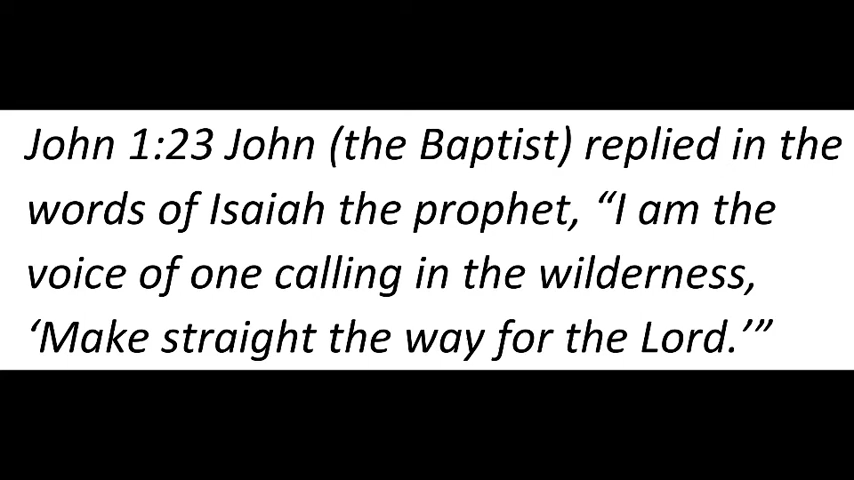 John 1:23 John (the Baptist) replied in the
words of Isaiah the prophet, “I am the
voice of one calling in the wilderness,
‘Make straight the way for the Lord.’”